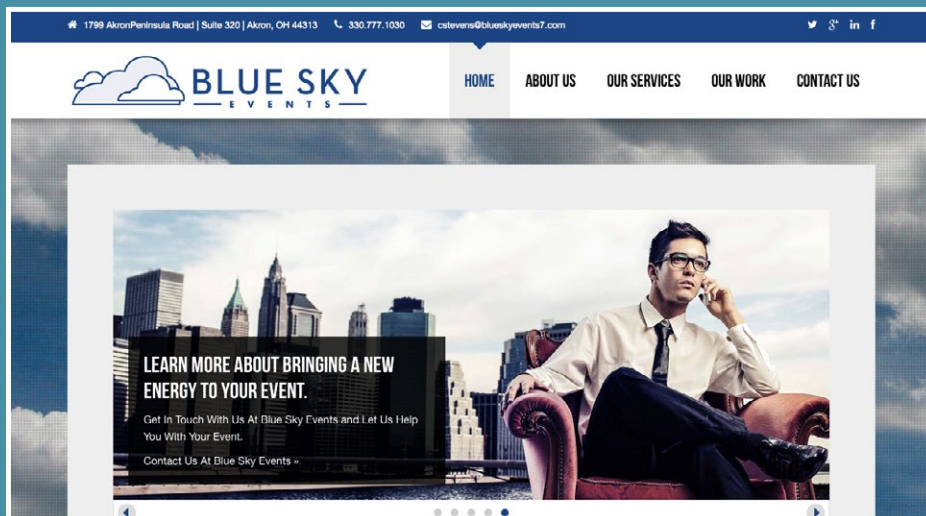 1799 AkronPeninsula Road | Suite 320 | Akron, OH 44313 330.777.1030 cstevens@blueskyevents7.com
BLUE SKY
EVENTS
HOME ABOUT US OUR SERVICES OUR WORK CONTACT US
LEARN MORE ABOUT BRINGING A NEW
ENERGY TO YOUR EVENT.
Get In Touch With Us At Blue Sky Events and Let Us Help
You With Your Event.
Contact Us At Blue Sky Events »